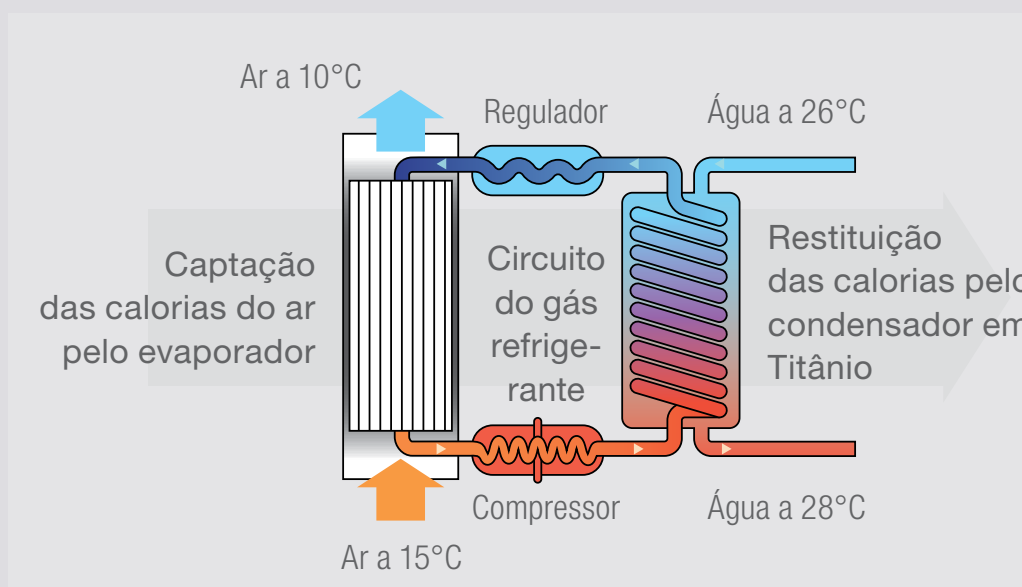 Ar a 10°C
Regulador
Água a 26°C
Captação
das calorias do ar
pelo evaporador
Circuito
do gás
refrige-
rante
Restituição
das calorias pelo
condensador em
Titânio
Compressor
Água a 28°C
Ar a 15°C